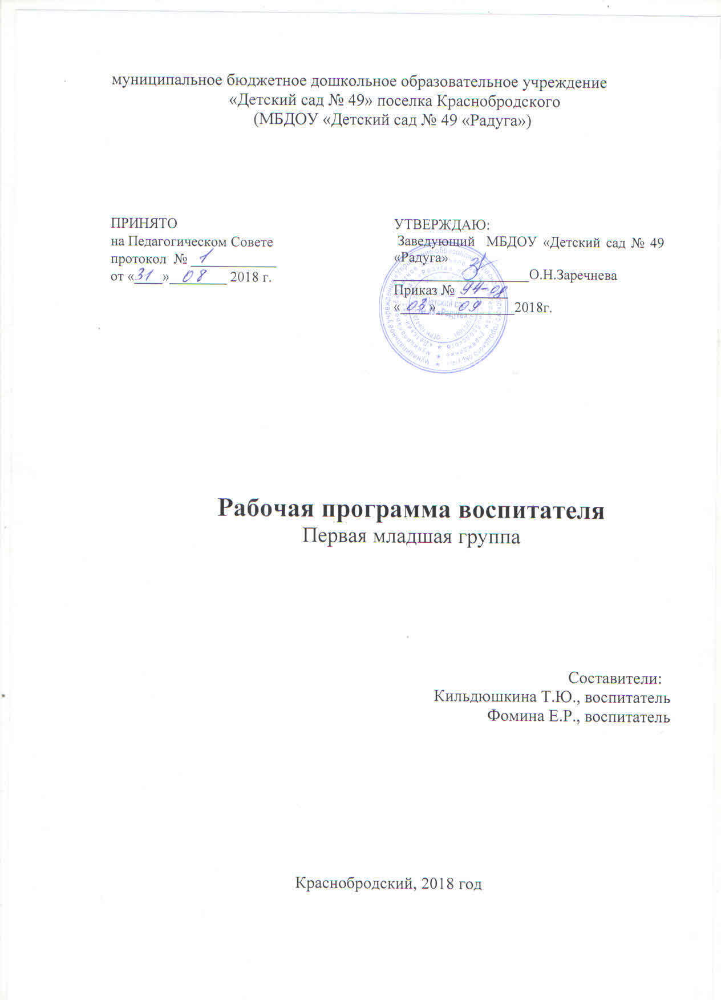 муниципальное бюджетное дошкольное образовательное учреждение
«Детский сад № 49» поселка Краснобродского
(МБДОУ «Детский сад № 49 «Радуга»)
ПРИНЯТО
на Педагогическом Совете
протокол № 1
от «31» 08 2018 г.
УТВЕРЖДАЮ:
Заведующий МБДОУ «Детский сад № 49
«Радуга»
О.Н.Заречнева
Приказ № 94-од
«03» 09 2018г.
Рабочая программа воспитателя
Первая младшая группа
Составители:
Кильдюшкина Т.Ю., воспитатель
Фомина Е.Р., воспитатель
Краснобродский, 2018 год